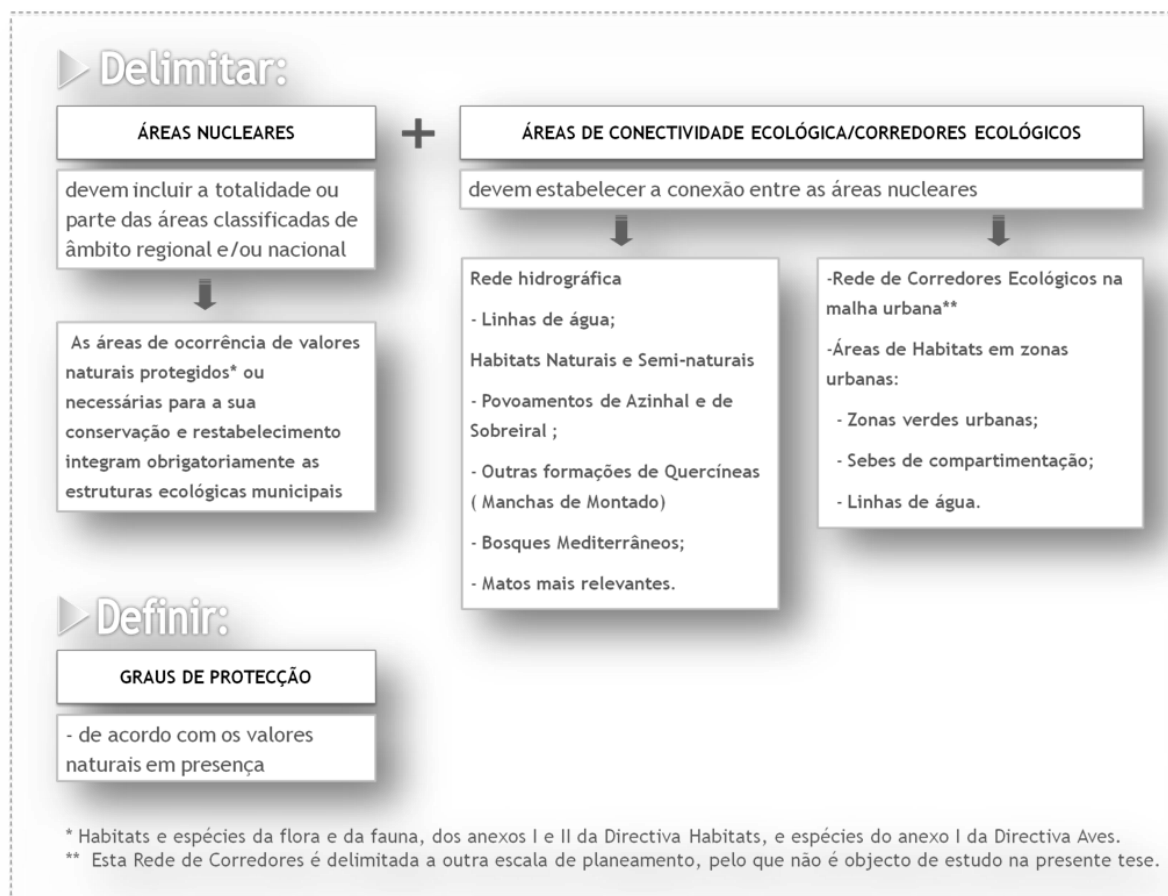 Delimitar:
ÁREAS NUCLEARES
devem incluir a totalidade ou
parte das áreas classificadas de
âmbito regional e/ou nacional
As áreas de ocorrência de valores
naturais protegidos* ou
necessárias para a sua
conservação e restabelecimento
integram obrigatoriamente as
estruturas ecológicas municipais
+
ÁREAS DE CONECTIVIDADE ECOLÓGICA/CORREDORES ECOLÓGICOS
devem estabelecer a conexão entre as áreas nucleares
Rede hidrográfica
- Linhas de água;
Habitats Naturais e Semi-naturais
- Povoamentos de Azinhal e de
Sobreiral ;
- Outras formações de Quercíneas
( Manchas de Montado)
- Bosques Mediterrâneos;
- Matos mais relevantes.
-Rede de Corredores Ecológicos na
malha urbana**
-Áreas de Habitats em zonas
urbanas:
- Zonas verdes urbanas;
- Sebes de compartimentação;
- Linhas de água.
Definir:
GRAUS DE PROTECÇÃO
- de acordo com os valores
naturais em presença
* Habitats e espécies da flora e da fauna, dos anexos I e II da Directiva Habitats, e espécies do anexo I da Directiva Aves.
** Esta Rede de Corredores é delimitada a outra escala de planeamento, pelo que não é objecto de estudo na presente tese.